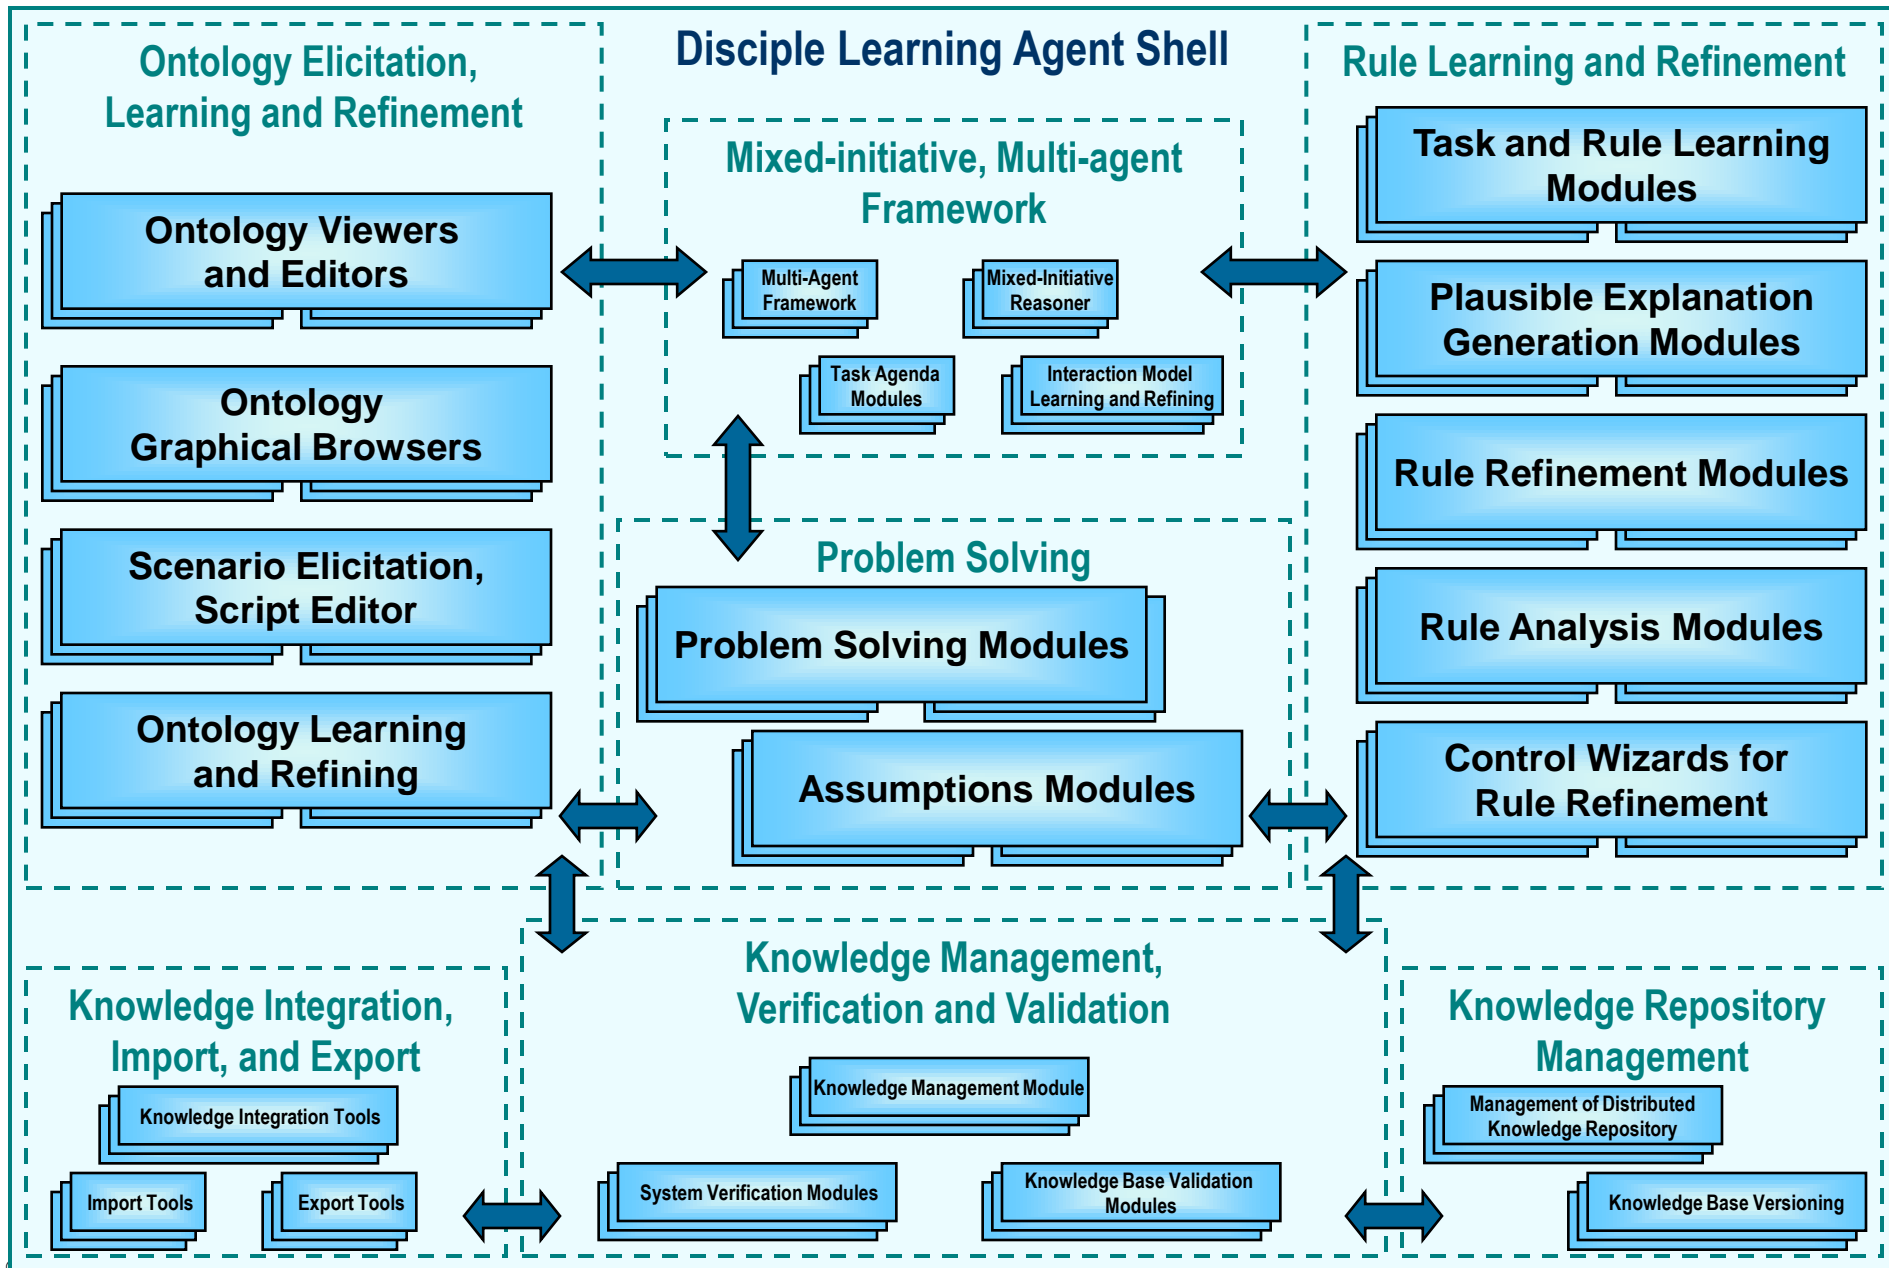 Disciple Learning Agent Shell
Ontology Elicitation,
Learning and Refinement
Ontology Viewers
and Editors
Ontology
Graphical Browsers
Scenario Elicitation,
Script Editor
Ontology Learning
and Refining
Mixed-initiative, Multi-agent
Framework
Multi-Agent
Framework
Mixed-Initiative
Reasoner
Task Agenda
Modules
Interaction Model
Learning and Refining
Problem Solving
Problem Solving Modules
Assumptions Modules
Rule Learning and Refinement
Task and Rule Learning
Modules
Plausible Explanation
Generation Modules
Rule Refinement Modules
Rule Analysis Modules
Control Wizards for
Rule Refinement
Knowledge Integration,
Import, and Export
Knowledge Integration Tools
Import Tools
Export Tools
Knowledge Management,
Verification and Validation
Knowledge Management Module
System Verification Modules
Knowledge Base Validation
Modules
Knowledge Repository
Management
Management of Distributed
Knowledge Repository
Knowledge Base Versioning